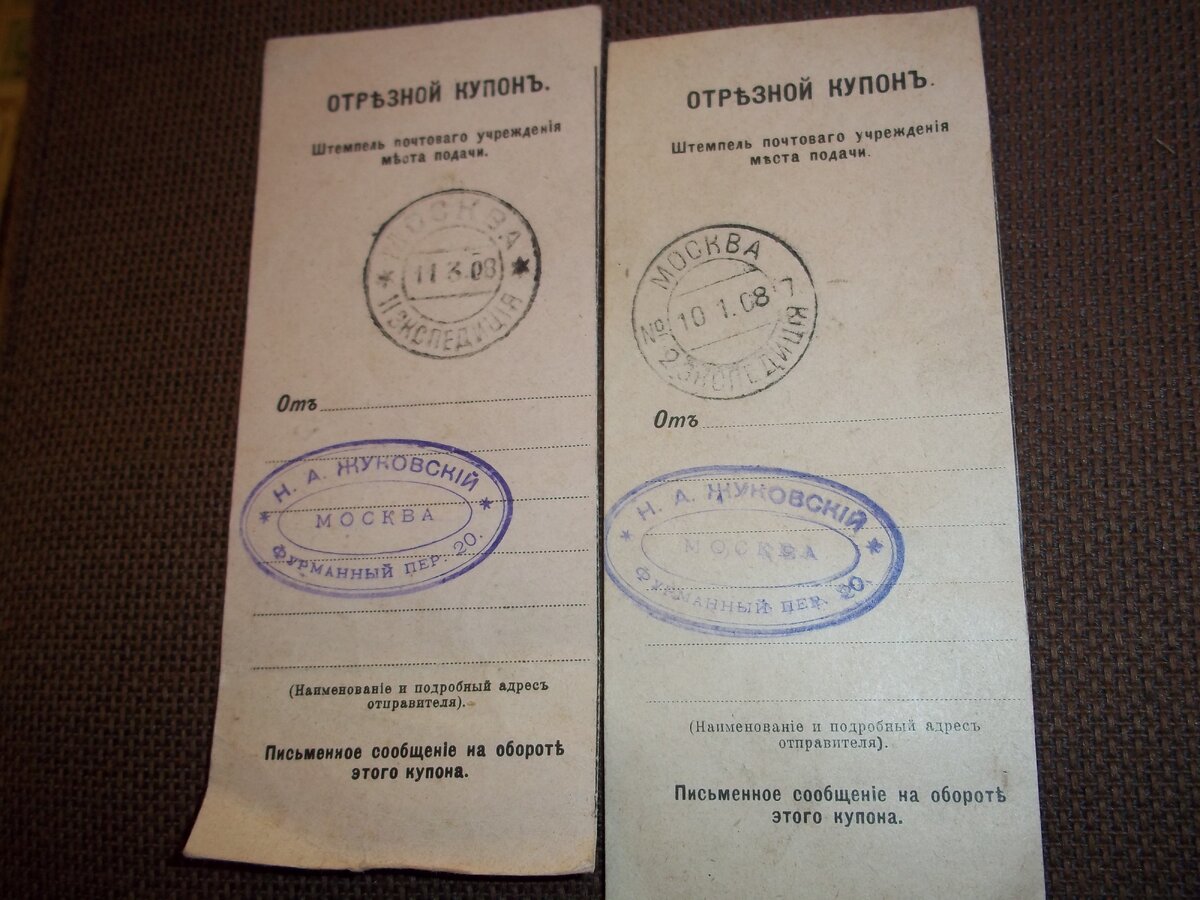 ОТРѢЗНОЙ КУПОНЪ.
Штемпель почтоваго учрежденія
мѣста подачи.
МОСКВА
11 3.08
II ЭКСПЕДИЦІЯ
Отъ
Н. А. ЖУКОВСКІЙ
МОСКВА
ФУРМАННЫЙ ПЕР. 20.
(Наименованіе и подробный адресъ
отправителя).
Письменное сообщеніе на оборотѣ
этого купона.
ОТРѢЗНОЙ КУПОНЪ.
Штемпель почтоваго учрежденія
мѣста подачи.
МОСКВА
10 1.08
№ 2
Отъ
Н. А. ЖУКОВСКІЙ
МОСКВА
ФУРМАННЫЙ ПЕР. 20.
(Наименованіе и подробный адресъ
отправителя).
Письменное сообщеніе на оборотѣ
этого купона.